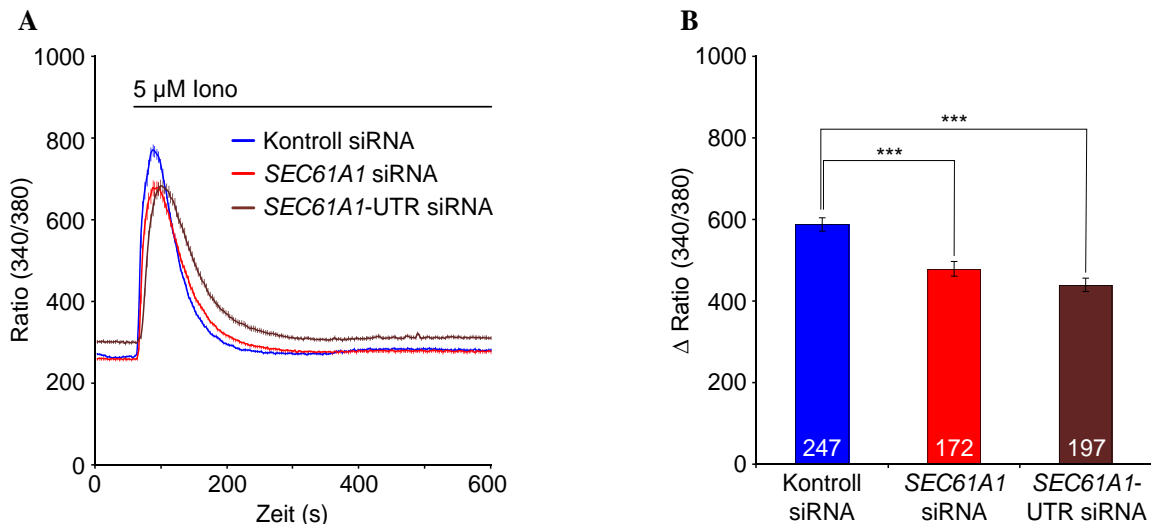 A
1000
800
600
400
200
0
Ratio (340/380)
5 µM Iono
Kontroll siRNA
SEC61A1 siRNA
SEC61A1-UTR siRNA
0
200
400
600
Zeit (s)
B
1000
800
600
400
200
0
Δ Ratio (340/380)
***
***
247
172
197
Kontroll
siRNA
SEC61A1
siRNA
SEC61A1-
UTR siRNA